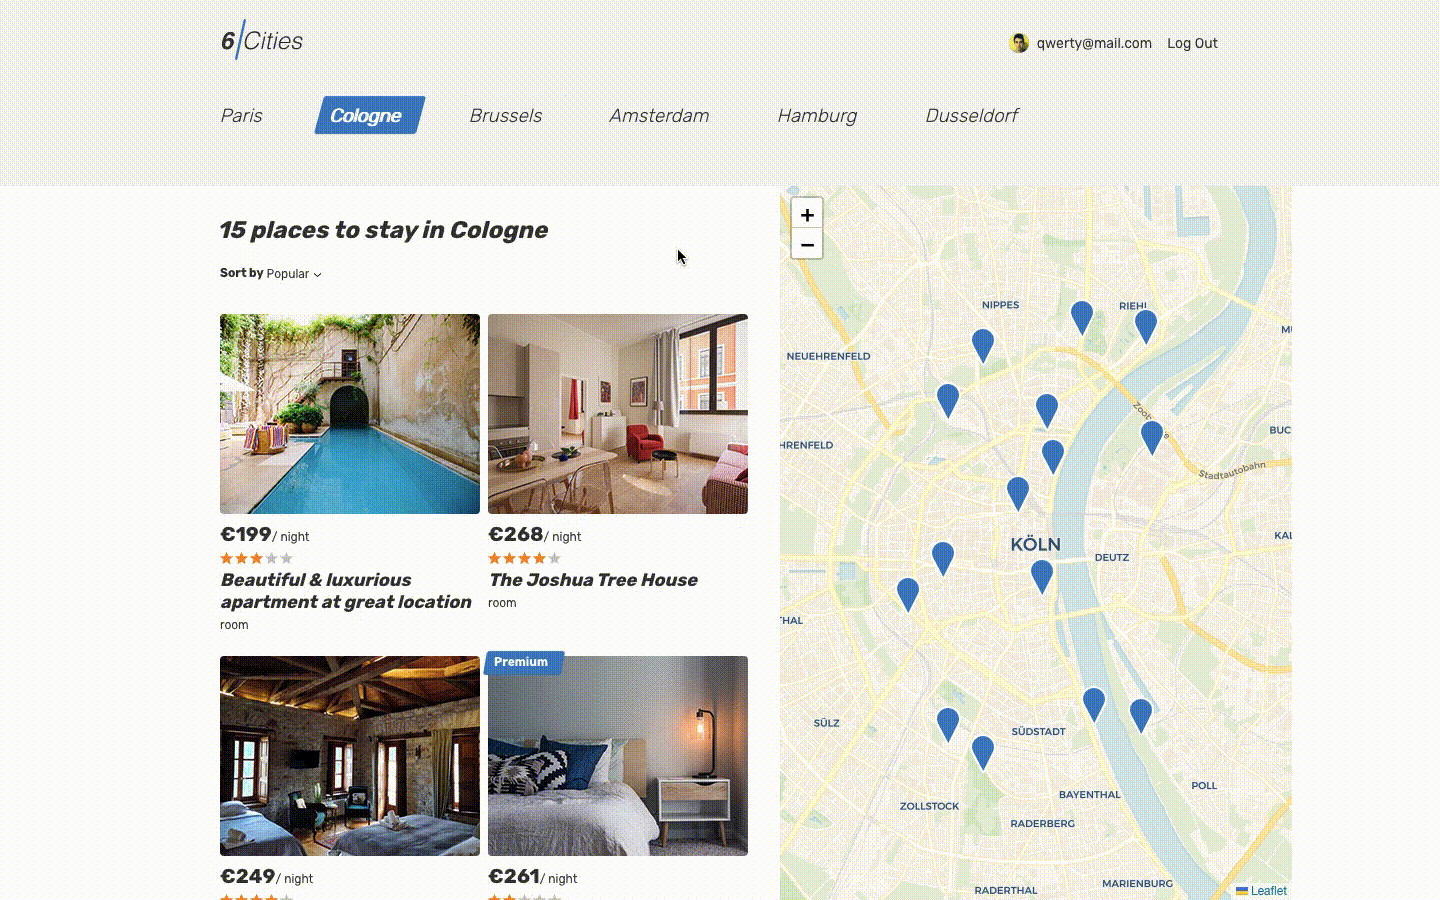 6 Cities
qwerty@mail.com Log Out
Paris Cologne Brussels Amsterdam Hamburg Dusseldorf
15 places to stay in Cologne
Sort by Popular
€199/ night
Beautiful & luxurious
apartment at great location
room
€268/ night
The Joshua Tree House
room
Premium
€249/ night
€261/ night
+
−
NIPPES
RIEHL
NEUEHRENFELD
HRENFELD
BUC
Stadtautobahn
KÖLN
DEUTZ
KAL
THAL
SÜLZ
SÜDSTADT
POLL
BAYENTHAL
ZOLLSTOCK
RADERBERG
MARIENBURG
RADERTHAL
Leaflet